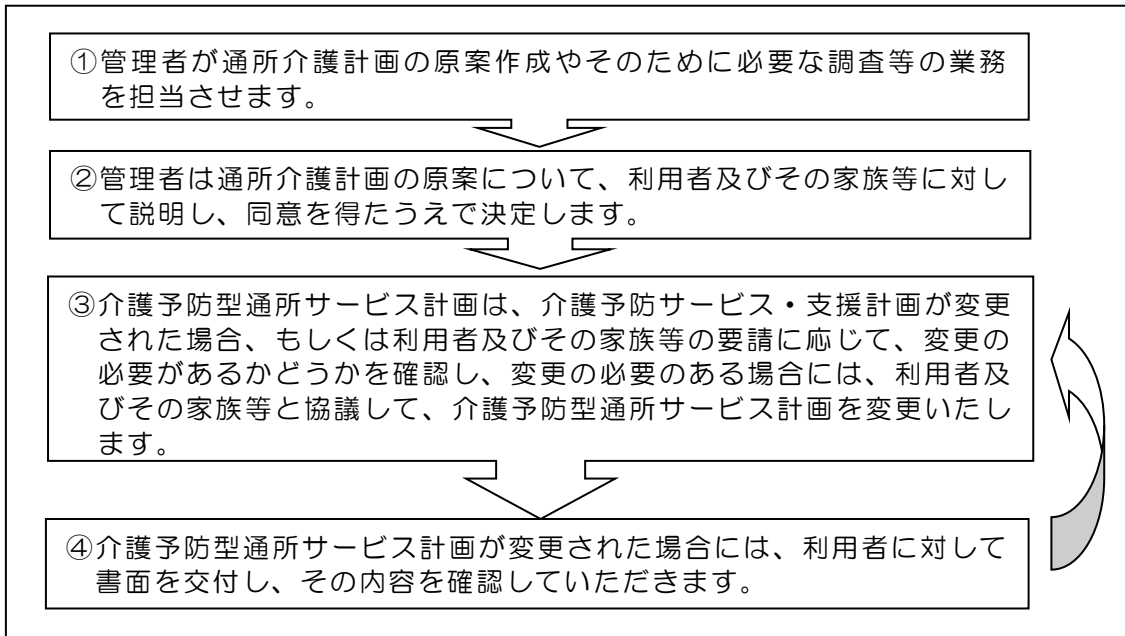 ①管理者が通所介護計画の原案作成やそのために必要な調査等の業務
を担当させます。
②管理者は通所介護計画の原案について、利用者及びその家族等に対し
て説明し、同意を得たうえで決定します。
③介護予防型通所サービス計画は、介護予防サービス・支援計画が変更
された場合、もしくは利用者及びその家族等の要請に応じて、変更の
必要があるかどうかを確認し、変更の必要のある場合には、利用者及
びその家族等と協議して、介護予防型通所サービス計画を変更いたし
ます。
④介護予防型通所サービス計画が変更された場合には、利用者に対して
書面を交付し、その内容を確認していただきます。